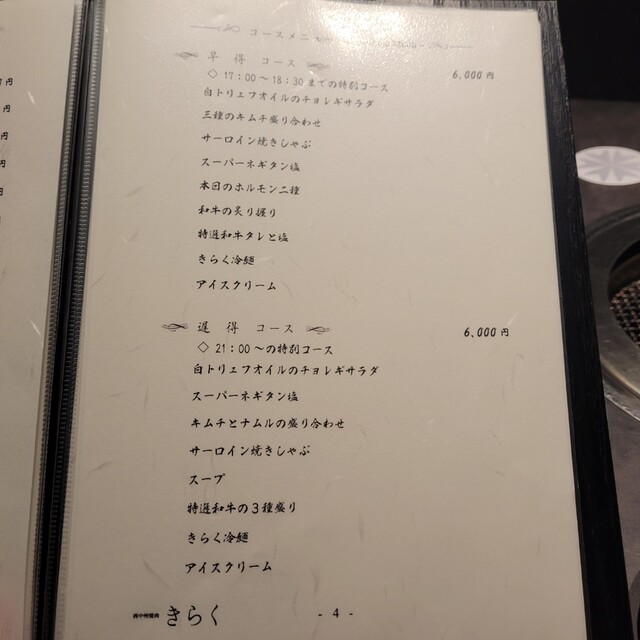 コースメニュー
早得コース 6,000円
◇17:00〜18:30までの特別コース
白トリュフオイルのチョレギサラダ
三種のキムチ盛り合わせ
サーロイン焼きしゃぶ
スーパーネギタン塩
本日のホルモン二種
和牛の炙り握り
特選和牛タレと塩
きらく冷麺
アイスクリーム
遅得コース 6,000円
◇21:00〜の特別コース
白トリュフオイルのチョレギサラダ
スーパーネギタン塩
キムチとナムルの盛り合わせ
サーロイン焼きしゃぶ
スープ
特選和牛の3種盛り
きらく冷麺
アイスクリーム
西中洲焼肉 きらく
- 4 -